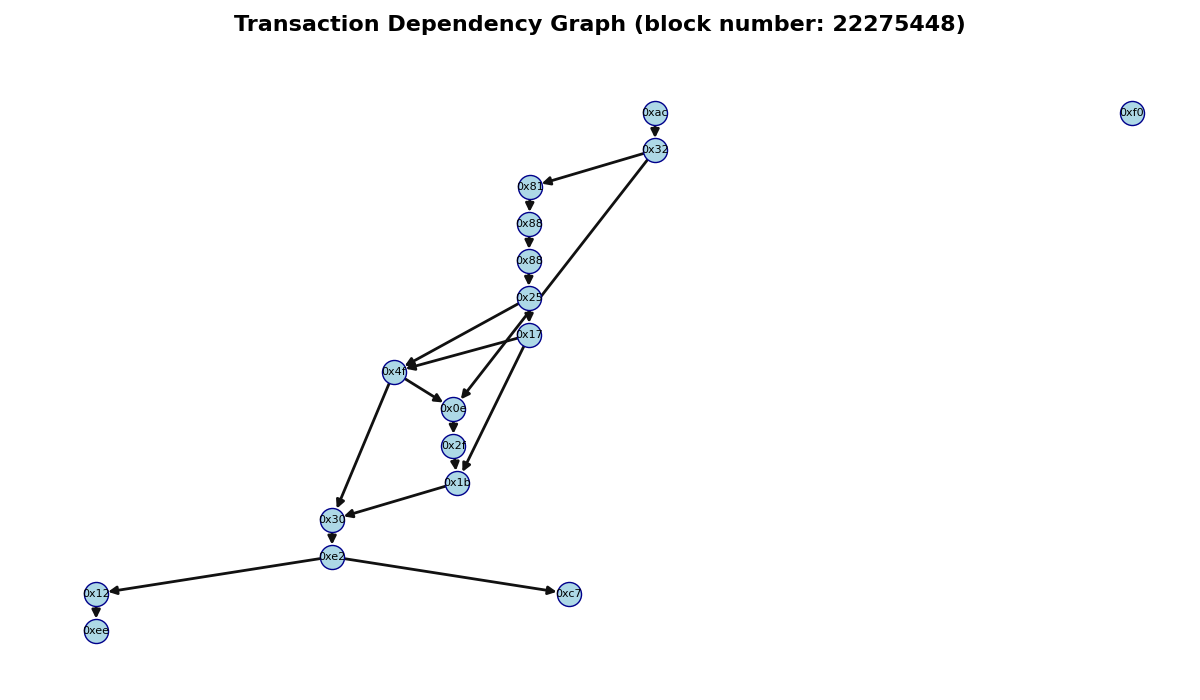 Transaction Dependency Graph (block number: 22275448)
0xac
0xf0
0x32
0x81
0x88
0x88
0x25
0x17
0x4f
0x0e
0x2f
0x1b
0x30
0xe2
0x12
0xc7
0xee